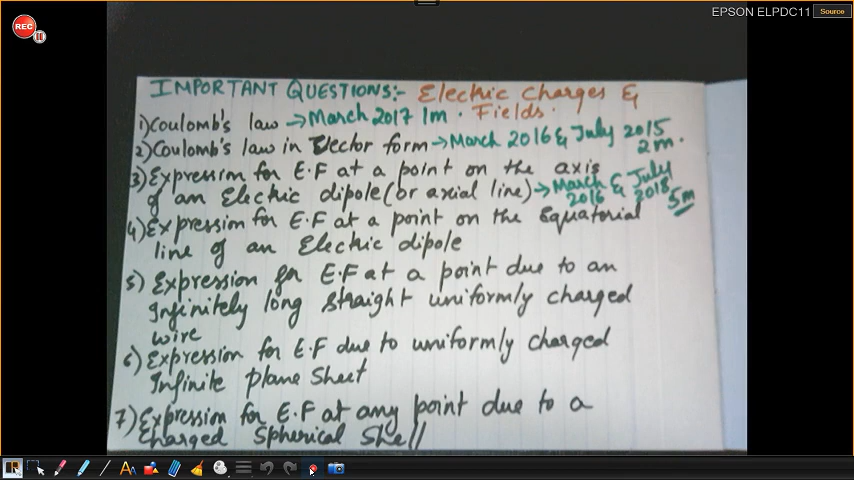 EPSON ELPDC11 Source
REC
IMPORTANT QUESTIONS:- Electric Charges &
Fields.
1) Coulomb's law → March 2017 1m.
2) Coulomb's law in Vector form → March 2016 & July 2015
2m.
3) Expression for E.F at a point on the axis
of an Electric dipole (or axial line) → March & July
2016 2018
5m
4) Expression for E.F at a point on the Equatorial
line of an Electric dipole
5) Expression for E.F at a point due to an
Infinitely long Straight uniformly charged
wire
6) Expression for E.F due to uniformly charged
Infinite plane Sheet
7) Expression for E.F at any point due to a
Charged Spherical Shell